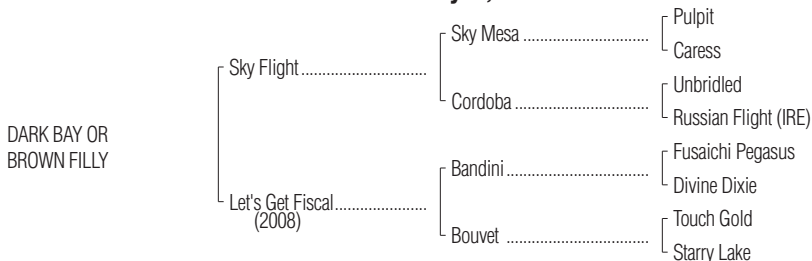 Pulpit
Sky Mesa ................................
Caress
Sky Flight................................
Unbridled
Cordoba ................................
Russian Flight (IRE)
DARK BAY OR
BROWN FILLY
Fusaichi Pegasus
Bandini...................................
Divine Dixie
Let's Get Fiscal.......................
(2008)
Touch Gold
Bouvet ...................................
Starry Lake